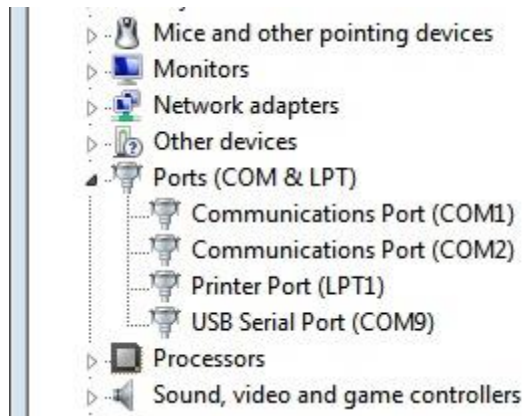 Mice and other pointing devices
Monitors
Network adapters
Other devices
Ports (COM & LPT)
Communications Port (COM1)
Communications Port (COM2)
Printer Port (LPT1)
USB Serial Port (COM9)
Processors
Sound, video and game controllers